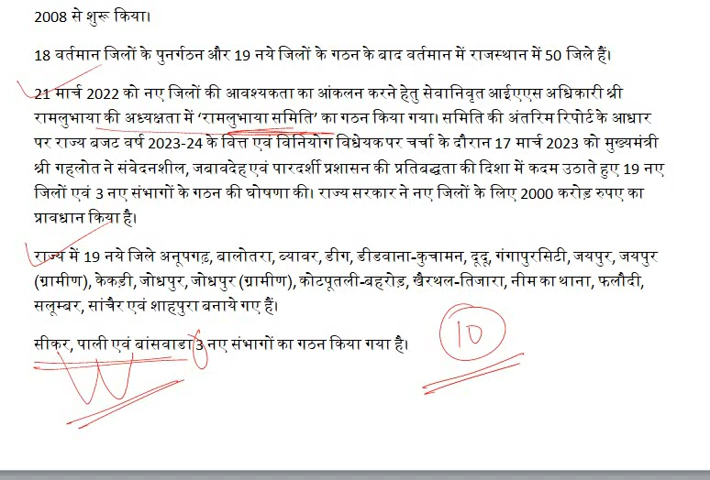 2008 से शुरू किया।
18 वर्तमान जिलों के पुनर्गठन और 19 नये जिलों के गठन के बाद वर्तमान में राजस्थान में 50 जिले हैं।
21 मार्च 2022 को नए जिलों की आवश्यकता का आंकलन करने हेतु सेवानिवृत आईएएस अधिकारी श्री
रामलुभाया की अध्यक्षता में 'रामलुभाया समिति' का गठन किया गया। समिति की अंतरिम रिपोर्ट के आधार
पर राज्य बजट वर्ष 2023-24 के वित्त एवं विनियोग विधेयक पर चर्चा के दौरान 17 मार्च 2023 को मुख्यमंत्री
श्री गहलोत ने संवेदनशील, जबावदेह एवं पारदर्शी प्रशासन की प्रतिबद्धता की दिशा में कदम उठाते हुए 19 नए
जिलों एवं 3 नए संभागों के गठन की घोषणा की। राज्य सरकार ने नए जिलों के लिए 2000 करोड़ रुपए का
प्रावधान किया है।
राज्य में 19 नये जिले अनूपगढ़, बालोतरा, ब्यावर, डीग, डीडवाना-कुचामन, दूदू, गंगापुरसिटी, जयपुर, जयपुर
(ग्रामीण), केकड़ी, जोधपुर, जोधपुर (ग्रामीण), कोटपूतली-बहरोड़, खैरथल-तिजारा, नीम का थाना, फलौदी,
सलूम्बर, सांचैर एवं शाहपुरा बनाये गए हैं।
सीकर, पाली एवं बांसवाडा 3 नए संभागों का गठन किया गया है।
10